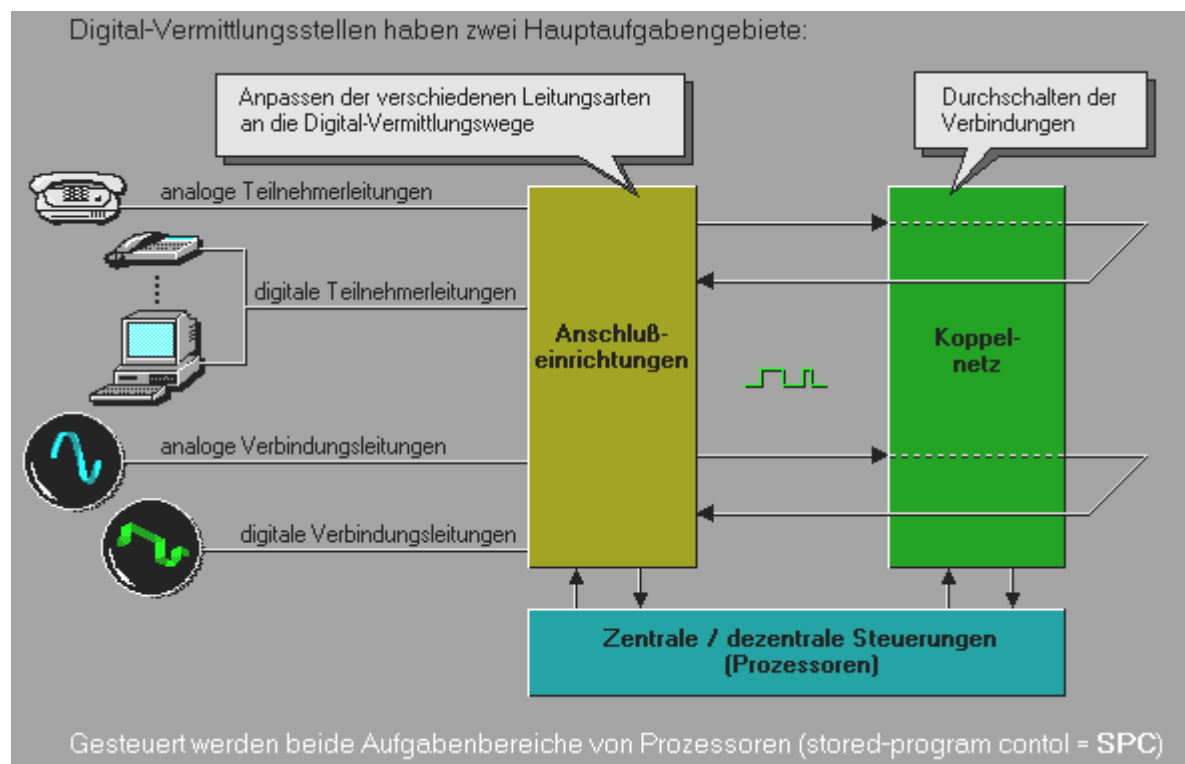 Digital-Vermittlungsstellen haben zwei Hauptaufgabengebiete:
Anpassen der verschiedenen Leitungsarten
an die Digital-Vermittlungswege
Durchschalten der
Verbindungen
analoge Teilnehmerleitungen
digitale Teilnehmerleitungen
Anschluß-
einrichtungen
Koppel-
netz
analoge Verbindungsleitungen
digitale Verbindungsleitungen
Zentrale / dezentrale Steuerungen
(Prozessoren)
Gesteuert werden beide Aufgabenbereiche von Prozessoren (stored-program contol = SPC)